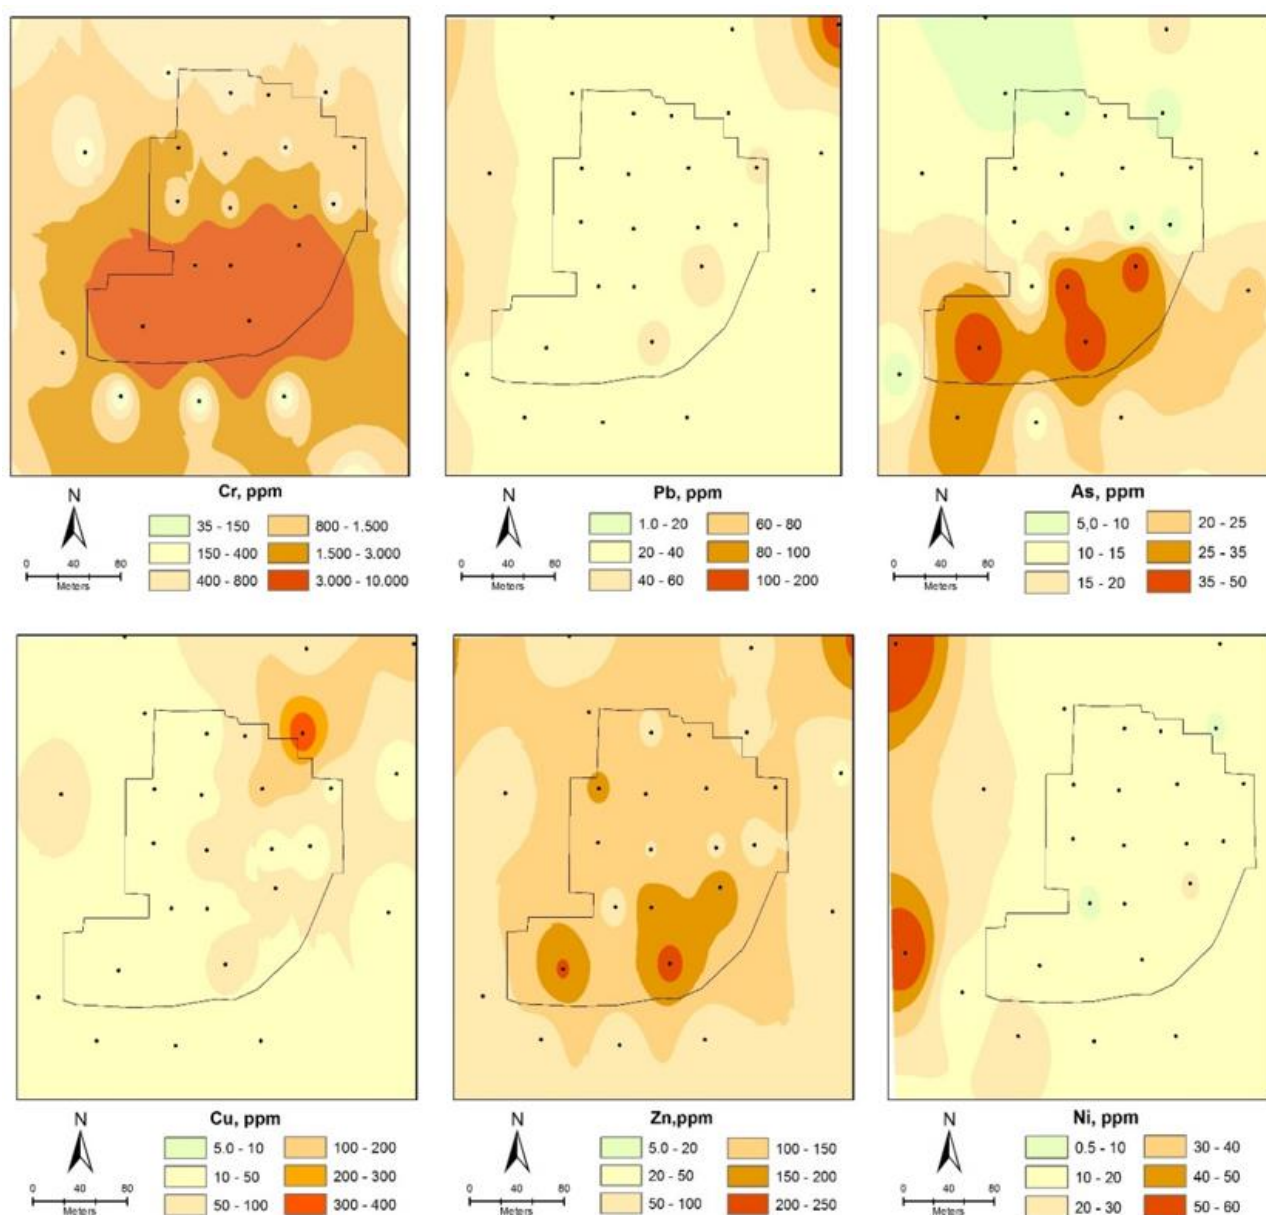 Cr, ppm
N
0 40 80
Meters
35 - 150
150 - 400
400 - 800
800 - 1.500
1.500 - 3.000
3.000 - 10.000
Pb, ppm
N
0 40 80
Meters
1.0 - 20
20 - 40
40 - 60
60 - 80
80 - 100
100 - 200
As, ppm
N
0 40 80
Meters
5,0 - 10
10 - 15
15 - 20
20 - 25
25 - 35
35 - 50
Cu, ppm
N
0 40 80
Meters
5.0 - 10
10 - 50
50 - 100
100 - 200
200 - 300
300 - 400
Zn,ppm
N
0 40 80
Meters
5.0 - 20
20 - 50
50 - 100
100 - 150
150 - 200
200 - 250
Ni, ppm
N
0 40 80
Meters
0.5 - 10
10 - 20
20 - 30
30 - 40
40 - 50
50 - 60